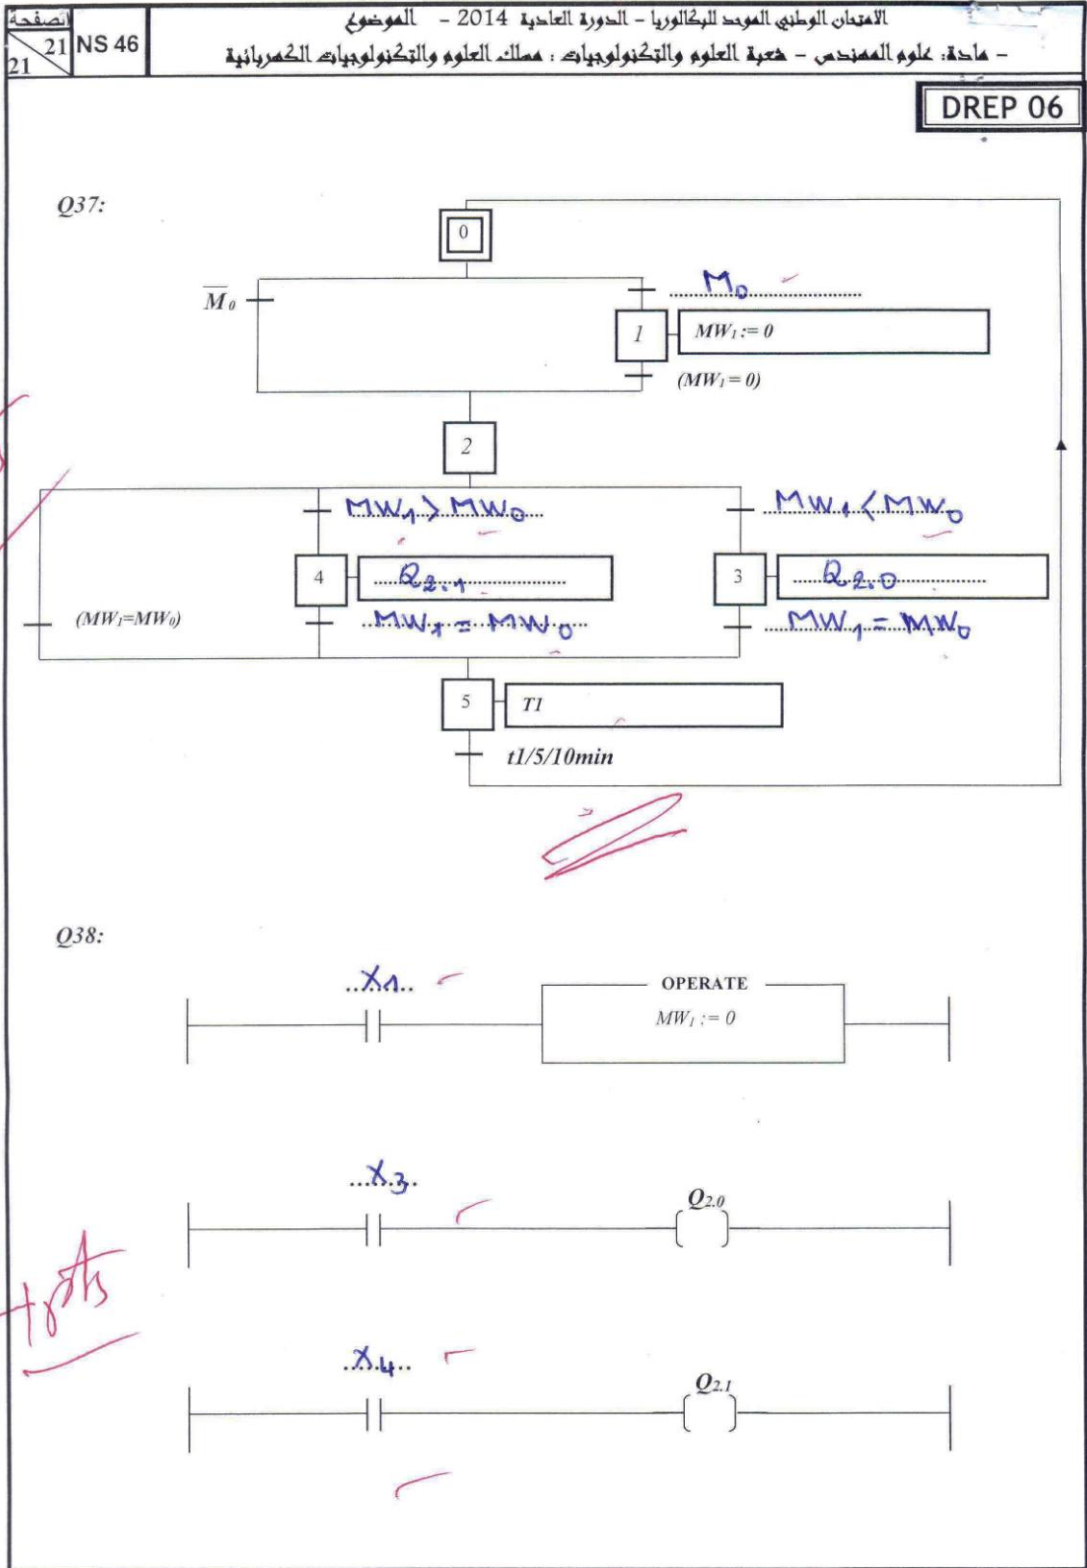 الصفحة
21
21
NS 46
الامتحان الوطني الموحد للبكالوريا - الدورة العادية 2014 - الموضوع
- مادة: علوم المهندس - شعبة العلوم والتكنولوجيات : مسلك العلوم والتكنولوجيات الكهربائية
DREP 06
Q37:
0
M̅₀
M₀
1
MW₁ := 0
(MW₁ = 0)
2
MW₁ > MW₀
MW₁ < MW₀
4
Q₂.₁
3
Q₂.₀
(MW₁=MW₀)
MW₁ = MW₀
MW₁ = MW₀
5
T1
t1/5/10min
Q38:
X1
OPERATE
MW₁ := 0
X3
Q₂.₀
X4
Q₂.₁